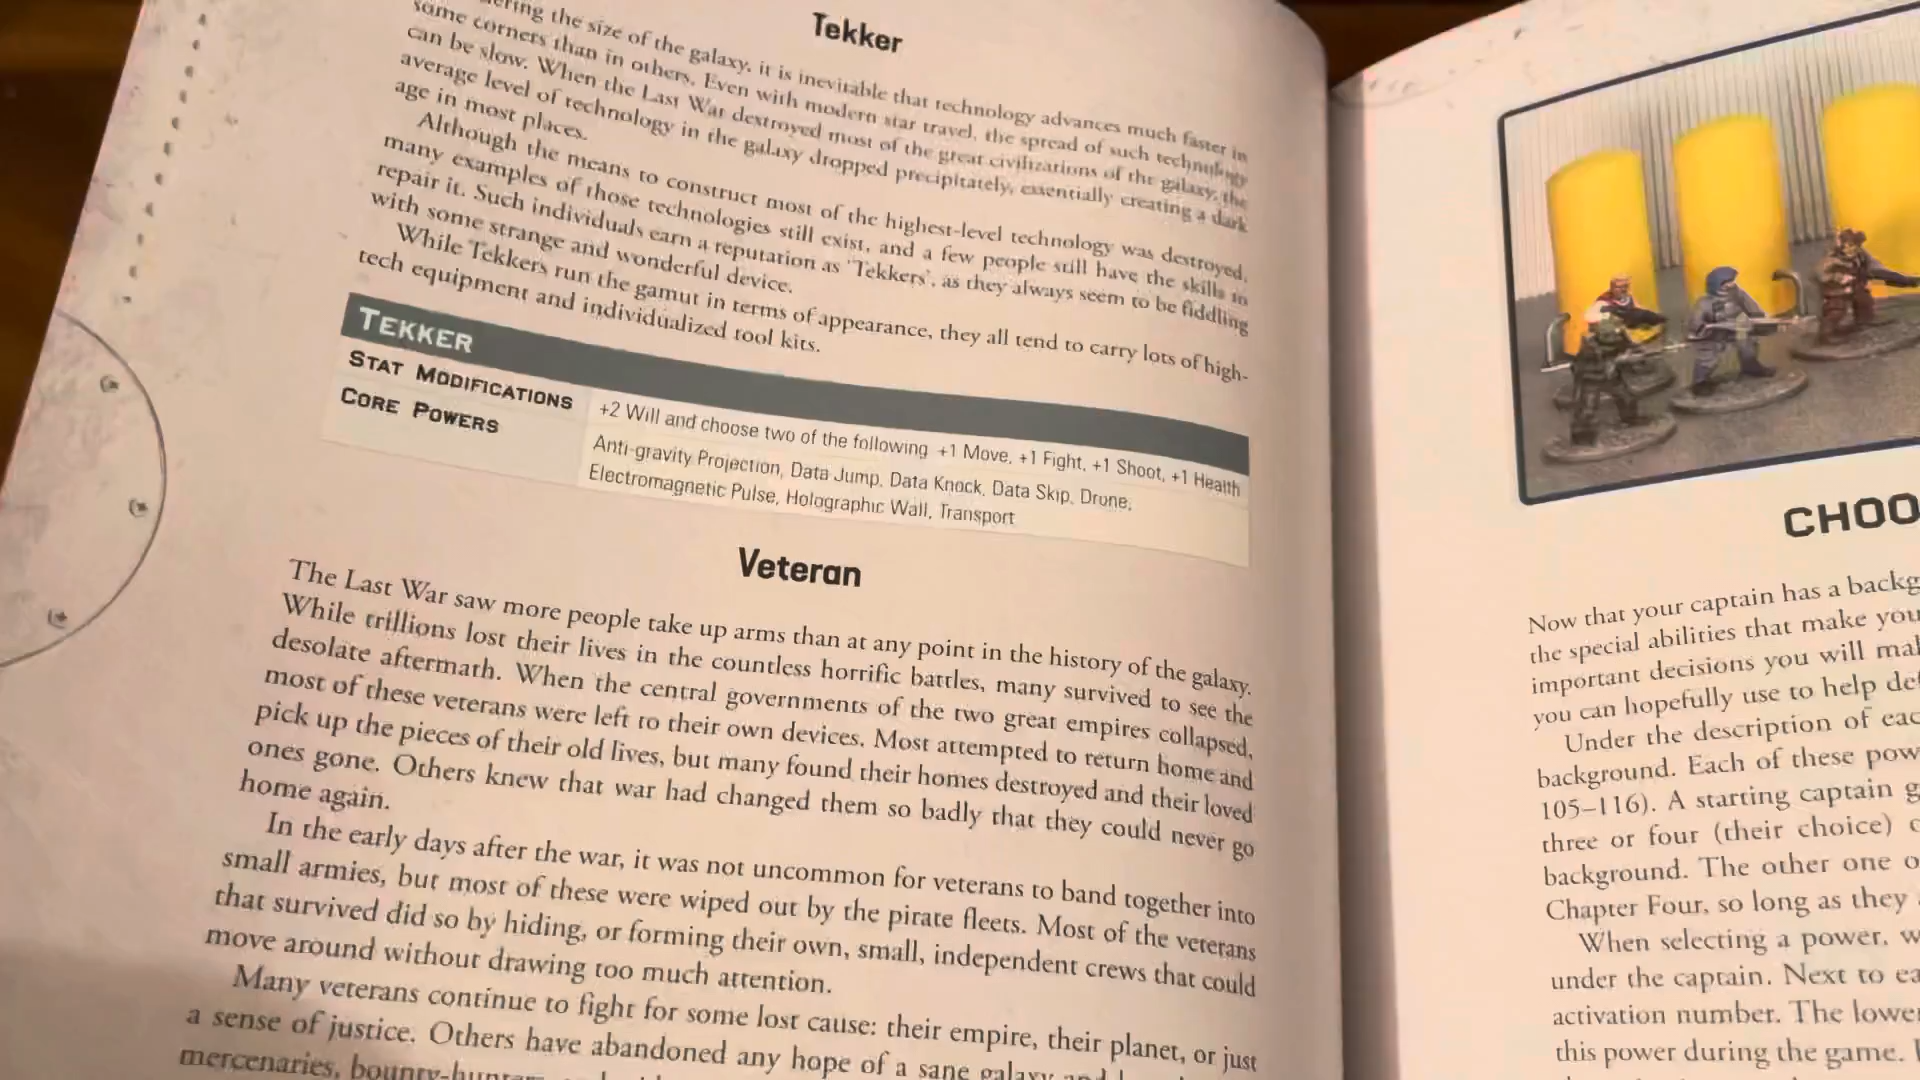 Tekker
ering the size of the galaxy, it is inevitable that technology advances much faster in
some corners than in others. Even with modern star travel, the spread of such technology
can be slow. When the Last War destroyed most of the great civilizations of the galaxy, the
average level of technology in the galaxy dropped precipitately, essentially creating a dark
age in most places.
Although the means to construct most of the highest-level technology was destroyed,
many examples of those technologies still exist, and a few people still have the skills to
repair it. Such individuals earn a reputation as 'Tekkers', as they always seem to be fiddling
with some strange and wonderful device.
While Tekkers run the gamut in terms of appearance, they all tend to carry lots of high-
tech equipment and individualized tool kits.
TEKKER
STAT MODIFICATIONS +2 Will and choose two of the following +1 Move, +1 Fight, +1 Shoot, +1 Health
CORE POWERS Anti-gravity Projection, Data Jump, Data Knock, Data Skip, Drone,
Electromagnetic Pulse, Holographic Wall, Transport
Veteran
The Last War saw more people take up arms than at any point in the history of the galaxy.
While trillions lost their lives in the countless horrific battles, many survived to see the
desolate aftermath. When the central governments of the two great empires collapsed,
most of these veterans were left to their own devices. Most attempted to return home and
pick up the pieces of their old lives, but many found their homes destroyed and their loved
ones gone. Others knew that war had changed them so badly that they could never go
home again.
In the early days after the war, it was not uncommon for veterans to band together into
small armies, but most of these were wiped out by the pirate fleets. Most of the veterans
that survived did so by hiding, or forming their own, small, independent crews that could
move around without drawing too much attention.
Many veterans continue to fight for some lost cause: their empire, their planet, or just
a sense of justice. Others have abandoned any hope of a sane galaxy and
mercenaries,
CHOO
Now that your captain has a backg
the special abilities that make you
important decisions you will mak
you can hopefully use to help def
Under the description of eac
background. Each of these pow
105–116). A starting captain g
three or four (their choice) o
background. The other one o
Chapter Four, so long as they
When selecting a power, w
under the captain. Next to ea
activation number. The lower
this power during the game.